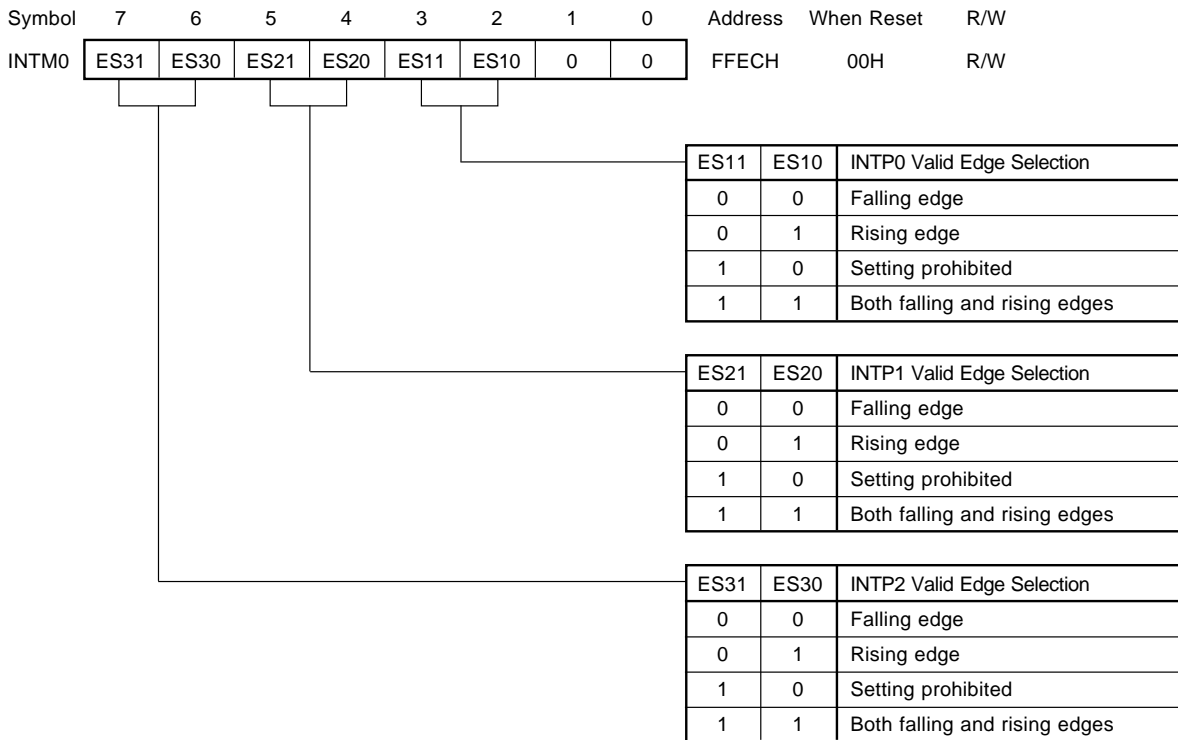 Symbol 7 6 5 4 3 2 1 0 Address When Reset R/W
INTM0 ES31 ES30 ES21 ES20 ES11 ES10 0 0 FFECH 00H R/W
ES11 ES10 INTP0 Valid Edge Selection
0 0 Falling edge
0 1 Rising edge
1 0 Setting prohibited
1 1 Both falling and rising edges
ES21 ES20 INTP1 Valid Edge Selection
0 0 Falling edge
0 1 Rising edge
1 0 Setting prohibited
1 1 Both falling and rising edges
ES31 ES30 INTP2 Valid Edge Selection
0 0 Falling edge
0 1 Rising edge
1 0 Setting prohibited
1 1 Both falling and rising edges